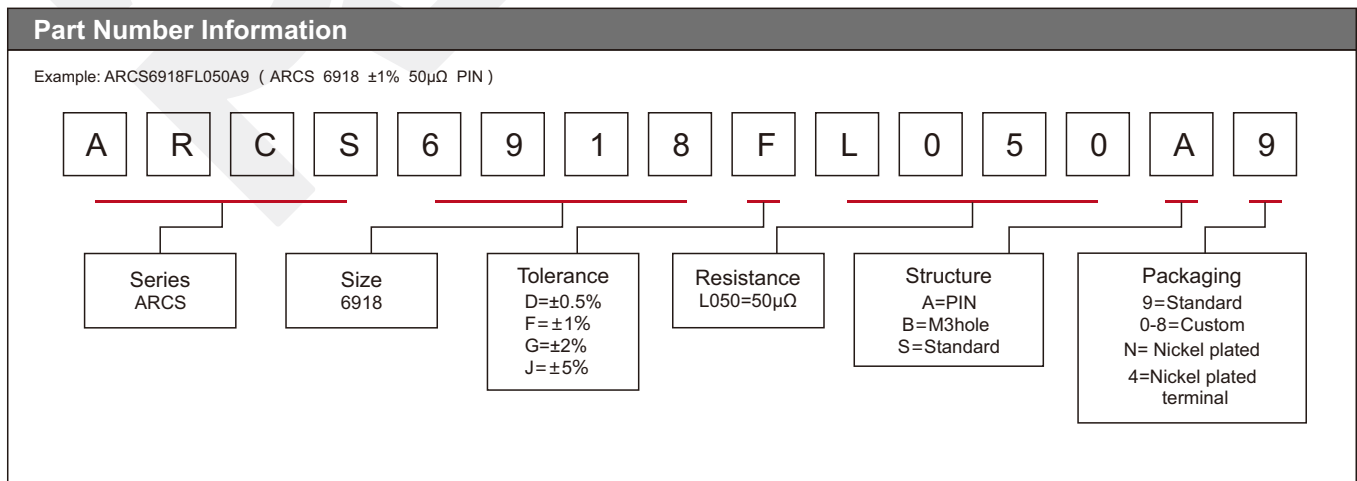 Part Number Information
Example: ARCS6918FL050A9 ( ARCS 6918 ±1% 50µΩ PIN )
A R C S 6 9 1 8 F L 0 5 0 A 9
Series
ARCS
Size
6918
Tolerance
D=±0.5%
F=±1%
G=±2%
J=±5%
Resistance
L050=50µΩ
Structure
A=PIN
B=M3hole
S=Standard
Packaging
9=Standard
0-8=Custom
N= Nickel plated
4=Nickel plated
terminal